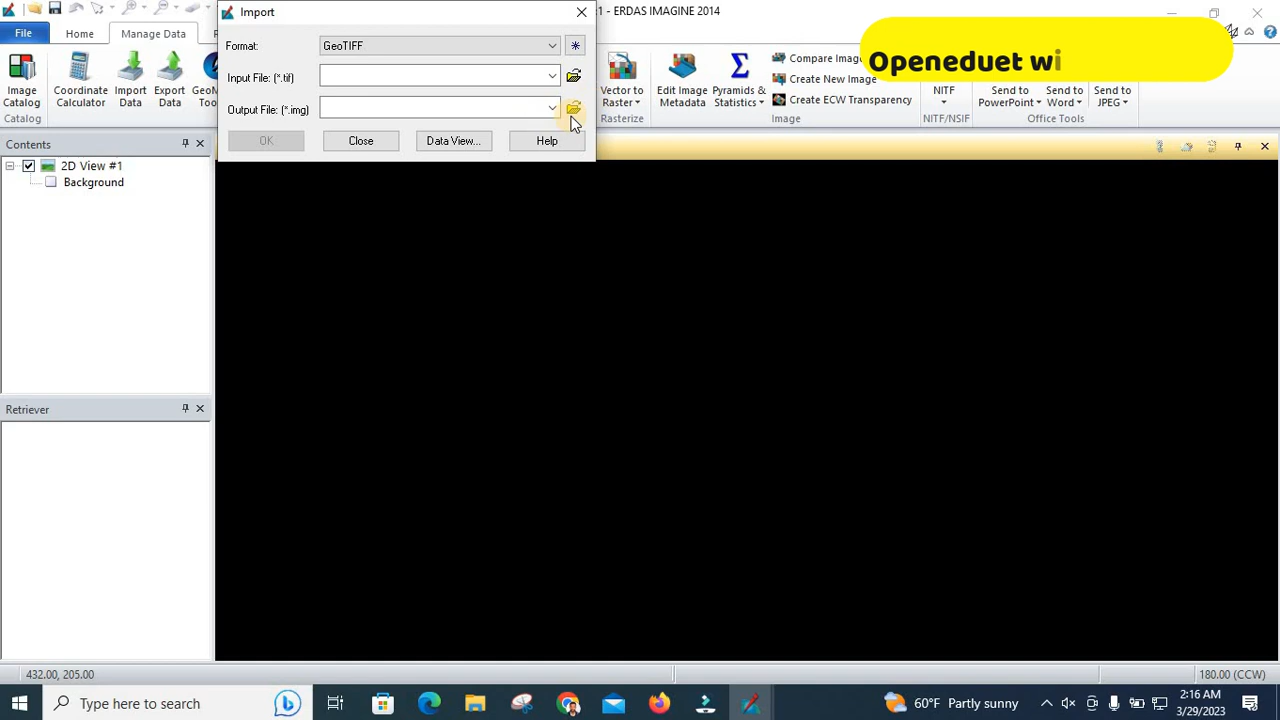 Import
:1 - ERDAS IMAGINE 2014
File
Home
Manage Data
Format:
GeoTIFF
Input File: (*.tif)
Output File: (*.img)
OK
Close
Data View...
Help
Openeduet wi
Image Catalog
Coordinate Calculator
Import Data
Export Data
Vector to Raster
Rasterize
Edit Image Metadata
Pyramids & Statistics
Create New Image
Create ECW Transparency
Image
NITF
NITF/NSIF
Send to PowerPoint
Send to Word
Send to JPEG
Office Tools
Contents
2D View #1
Background
Retriever
432.00, 205.00
180.00 (CCW)
Type here to search
60°F Partly sunny
2:16 AM
3/29/2023